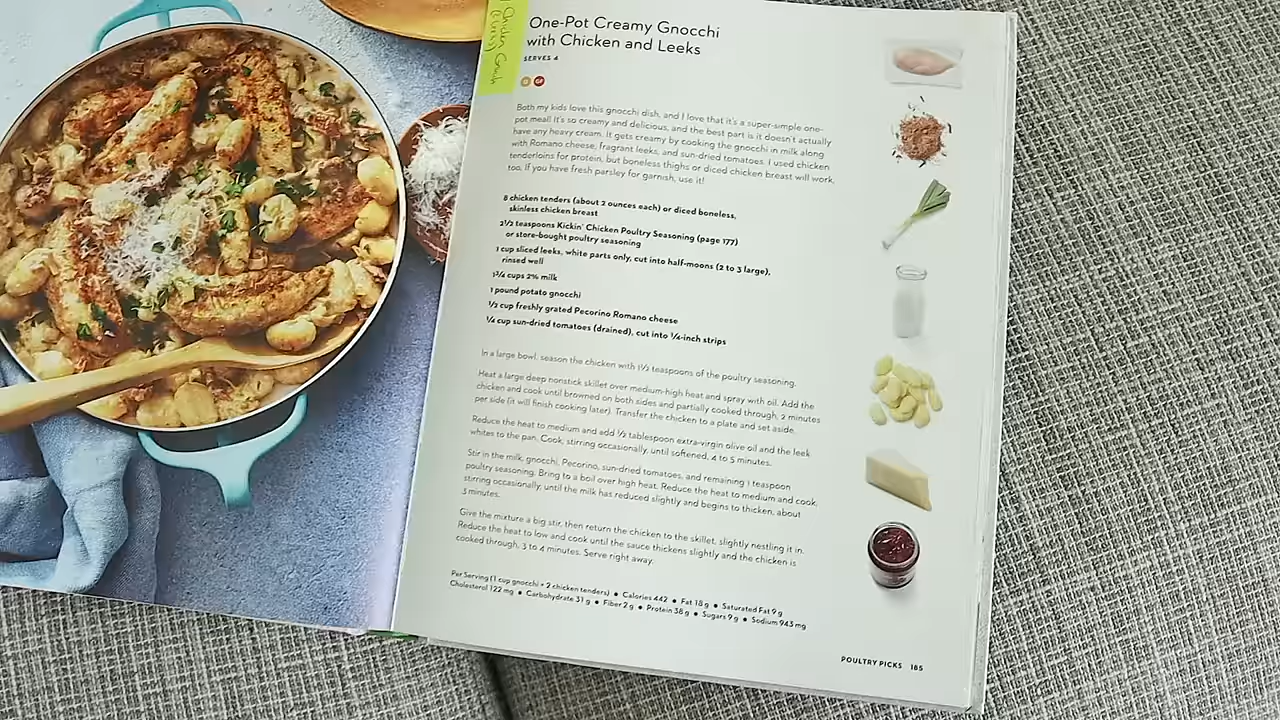 Chicken Gnocchi
(Leeks)
One-Pot Creamy Gnocchi
with Chicken and Leeks
SERVES 4
GF
Both my kids love this gnocchi dish, and I love that it's a super-simple one-
pot meal! It's so creamy and delicious, and the best part is it doesn't actually
have any heavy cream. It gets creamy by cooking the gnocchi in milk along
with Romano cheese, fragrant leeks, and sun-dried tomatoes. I used chicken
tenderloins for protein, but boneless thighs or diced chicken breast will work,
too. If you have fresh parsley for garnish, use it!
8 chicken tenders (about 2 ounces each) or diced boneless,
skinless chicken breast
2½ teaspoons Kickin' Chicken Poultry Seasoning (page 177)
or store-bought poultry seasoning
1 cup sliced leeks, white parts only, cut into half-moons (2 to 3 large),
rinsed well
1¾ cups 2% milk
1 pound potato gnocchi
⅓ cup freshly grated Pecorino Romano cheese
¼ cup sun-dried tomatoes (drained), cut into ¼-inch strips
In a large bowl, season the chicken with 1½ teaspoons of the poultry seasoning.
Heat a large deep nonstick skillet over medium-high heat and spray with oil. Add the
chicken and cook until browned on both sides and partially cooked through, 2 minutes
per side (it will finish cooking later). Transfer the chicken to a plate and set aside.
Reduce the heat to medium and add ½ tablespoon extra-virgin olive oil and the leek
whites to the pan. Cook, stirring occasionally, until softened, 4 to 5 minutes.
Stir in the milk, gnocchi, Pecorino, sun-dried tomatoes, and remaining 1 teaspoon
poultry seasoning. Bring to a boil over high heat. Reduce the heat to medium and cook,
stirring occasionally, until the milk has reduced slightly and begins to thicken, about
3 minutes.
Give the mixture a big stir, then return the chicken to the skillet, slightly nestling it in.
Reduce the heat to low and cook until the sauce thickens slightly and the chicken is
cooked through, 3 to 4 minutes. Serve right away.
Per Serving (1 cup gnocchi + 2 chicken tenders) • Calories 442 • Fat 18 g • Saturated Fat 9 g
Cholesterol 122 mg • Carbohydrate 31 g • Fiber 2 g • Protein 38 g • Sugars 9 g • Sodium 943 mg
POULTRY PICKS 185